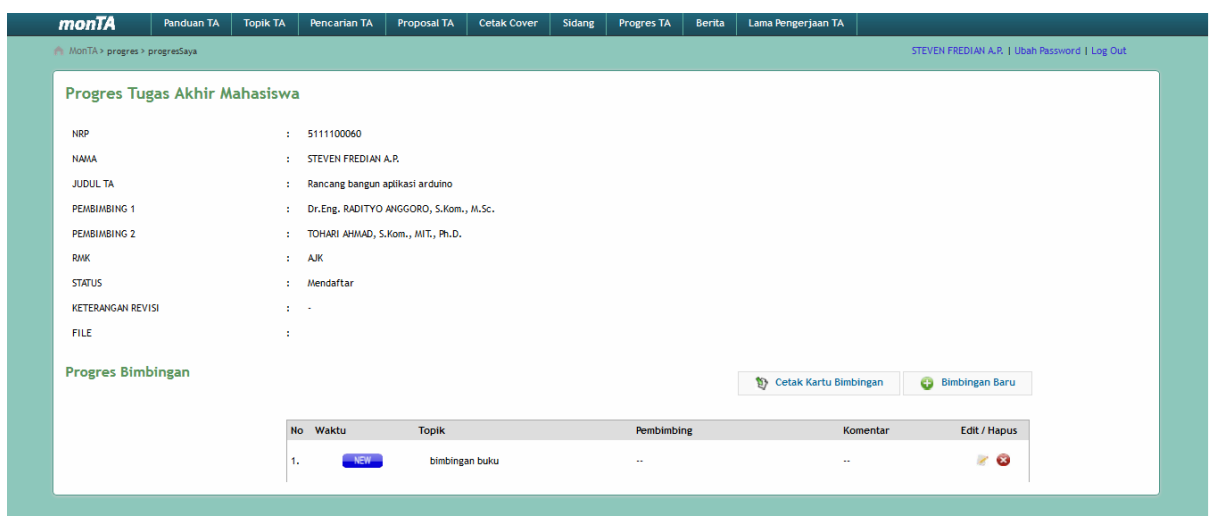 monTA Panduan TA Topik TA Pencarian TA Proposal TA Cetak Cover Sidang Progres TA Berita Lama Pengerjaan TA
MonTA > progres > progresSaya STEVEN FREDIAN A.P. | Ubah Password | Log Out
Progres Tugas Akhir Mahasiswa
NRP : 5111100060
NAMA : STEVEN FREDIAN A.P.
JUDUL TA : Rancang bangun aplikasi arduino
PEMBIMBING 1 : Dr.Eng. RADITYO ANGGORO, S.Kom., M.Sc.
PEMBIMBING 2 : TOHARI AHMAD, S.Kom., MIT., Ph.D.
RMK : AJK
STATUS : Mendaftar
KETERANGAN REVISI : -
FILE :
Progres Bimbingan
Cetak Kartu Bimbingan Bimbingan Baru
No Waktu Topik Pembimbing Komentar Edit / Hapus
1. NEW bimbingan buku -- --